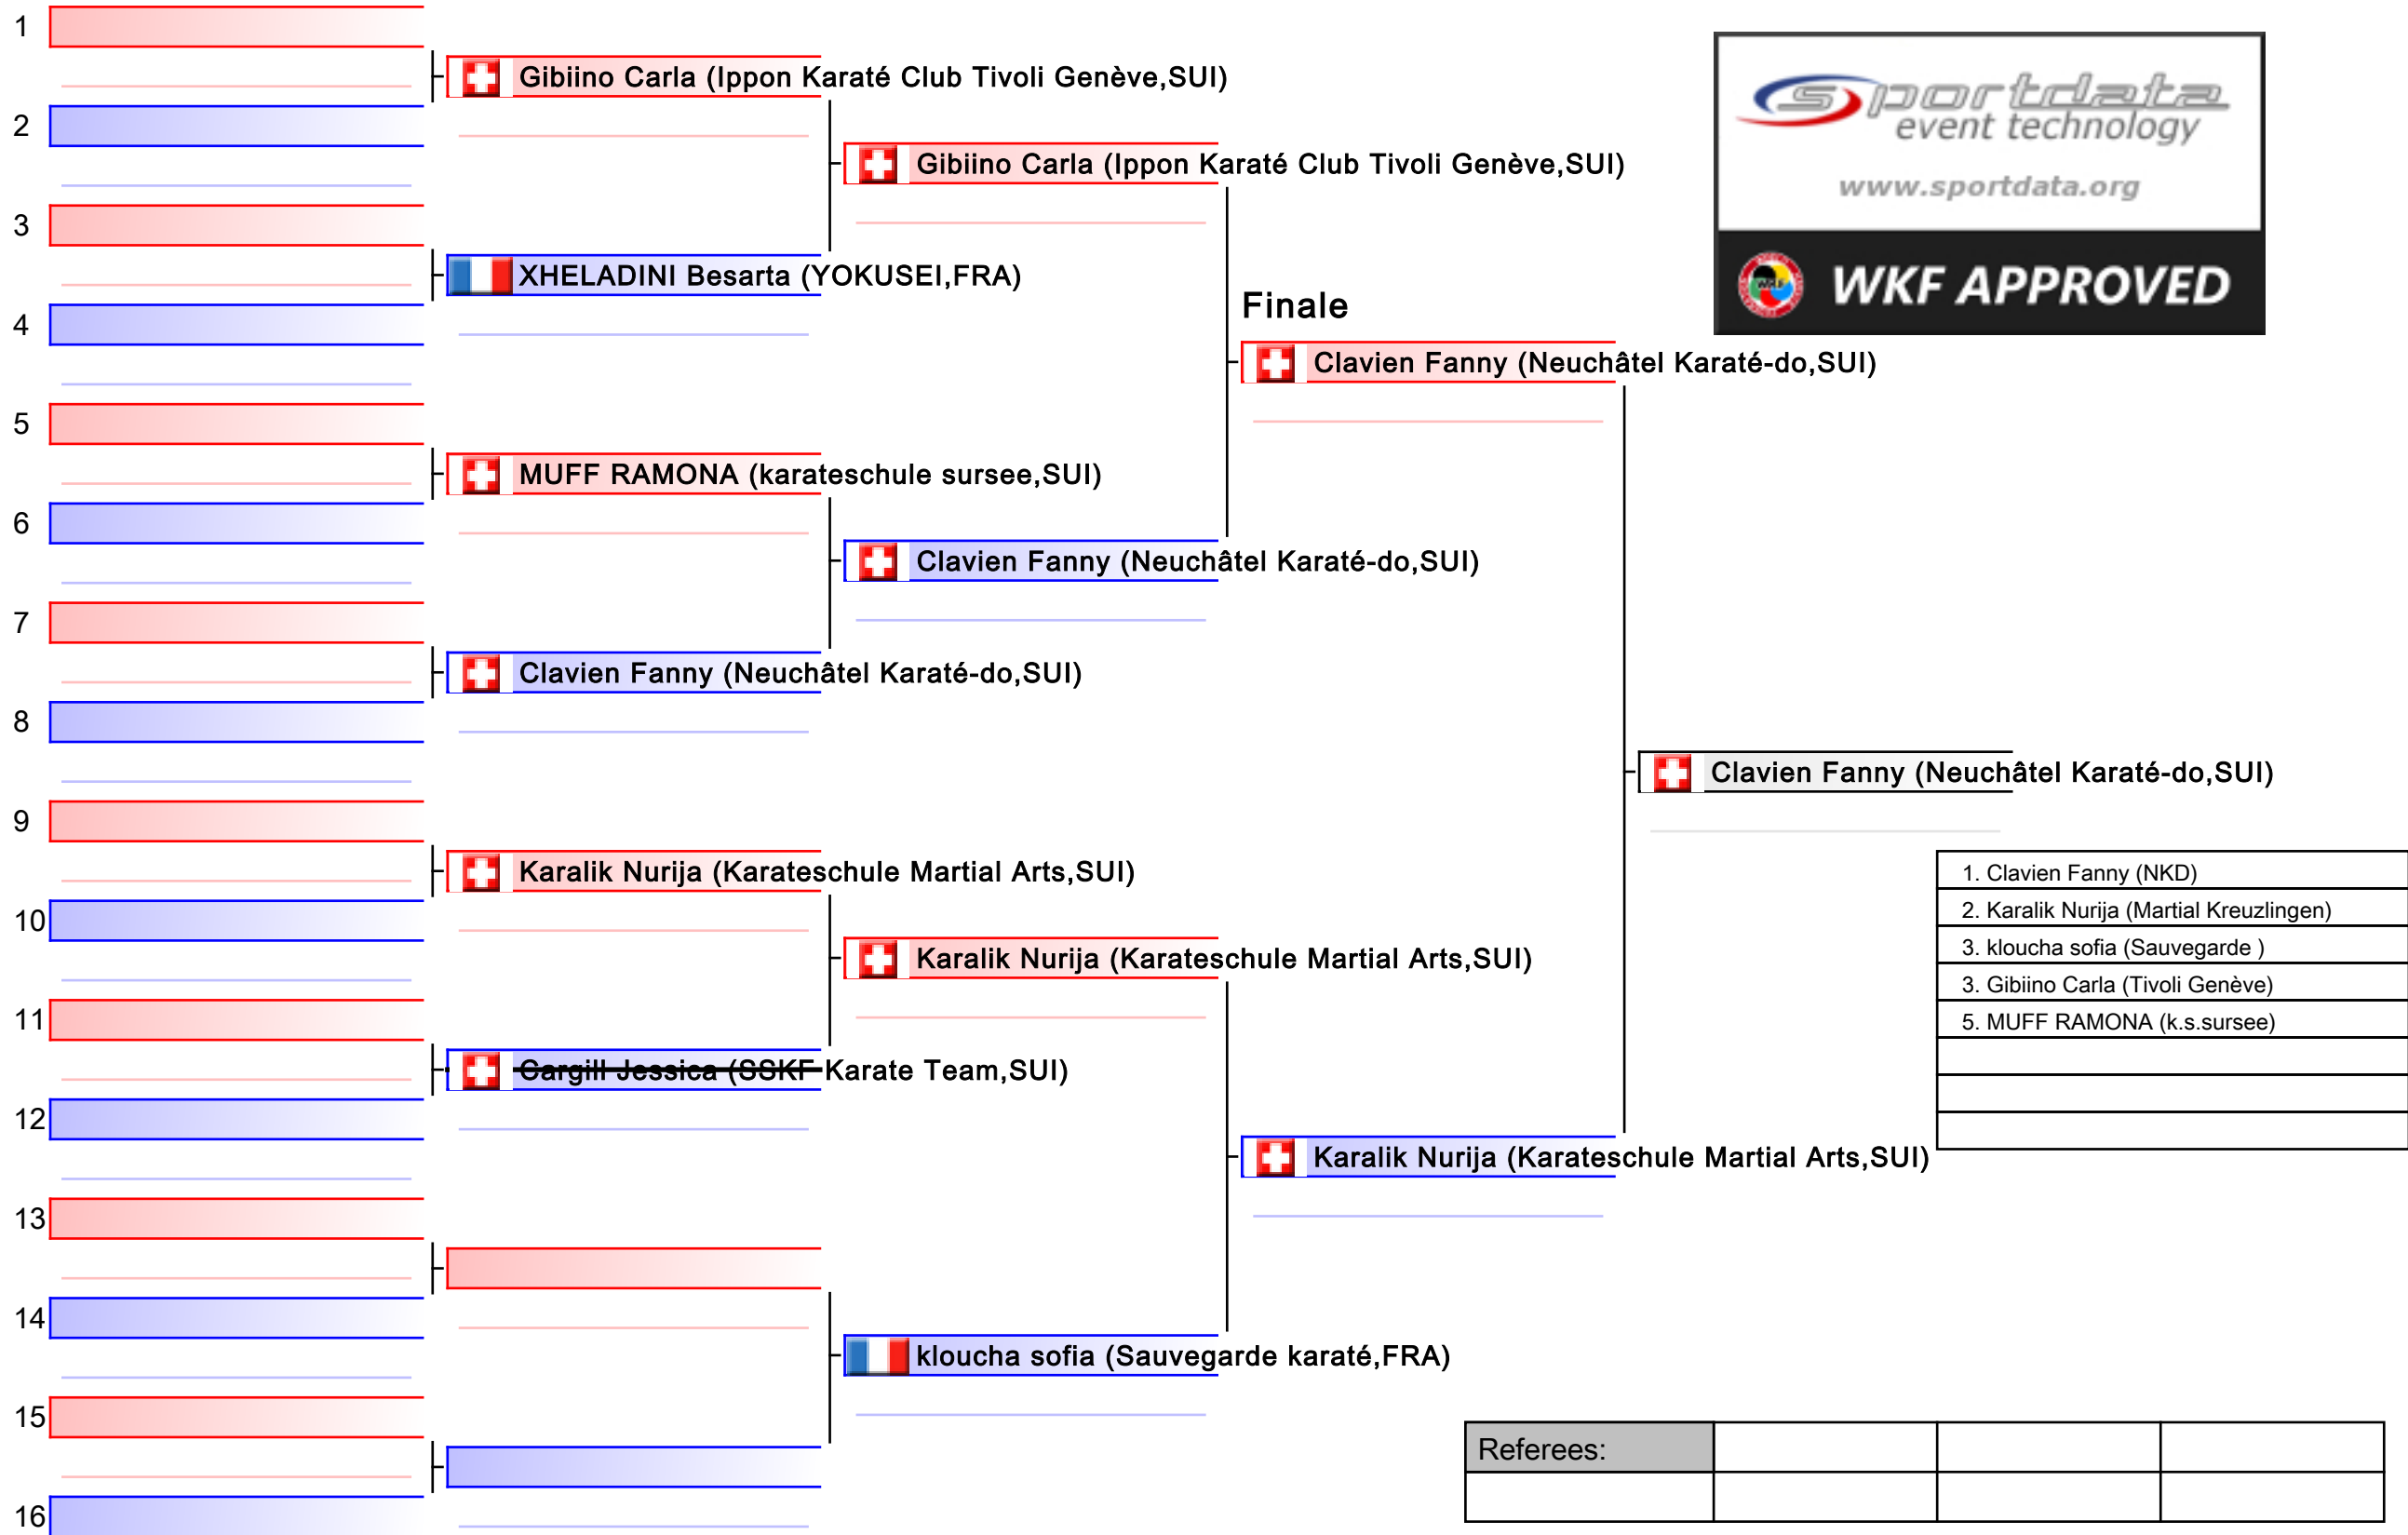 1
Gibiino Carla (Ippon Karaté Club Tivoli Genève,SUI)
2
Gibiino Carla (Ippon Karaté Club Tivoli Genève,SUI)
3
XHELADINI Besarta (YOKUSEI,FRA)
4
Finale
Clavien Fanny (Neuchâtel Karaté-do,SUI)
5
MUFF RAMONA (karateschule sursee,SUI)
6
Clavien Fanny (Neuchâtel Karaté-do,SUI)
7
Clavien Fanny (Neuchâtel Karaté-do,SUI)
8
Clavien Fanny (Neuchâtel Karaté-do,SUI)
9
Karalik Nurija (Karateschule Martial Arts,SUI)
10
Karalik Nurija (Karateschule Martial Arts,SUI)
11
Cargill Jessica (SSKF Karate Team,SUI)
12
Karalik Nurija (Karateschule Martial Arts,SUI)
13
14
kloucha sofia (Sauvegarde karaté,FRA)
15
16
sportdata
event technology
www.sportdata.org
WKF
WKF APPROVED
1. Clavien Fanny (NKD)
2. Karalik Nurija (Martial Kreuzlingen)
3. kloucha sofia (Sauvegarde )
3. Gibiino Carla (Tivoli Genève)
5. MUFF RAMONA (k.s.sursee)
Referees: